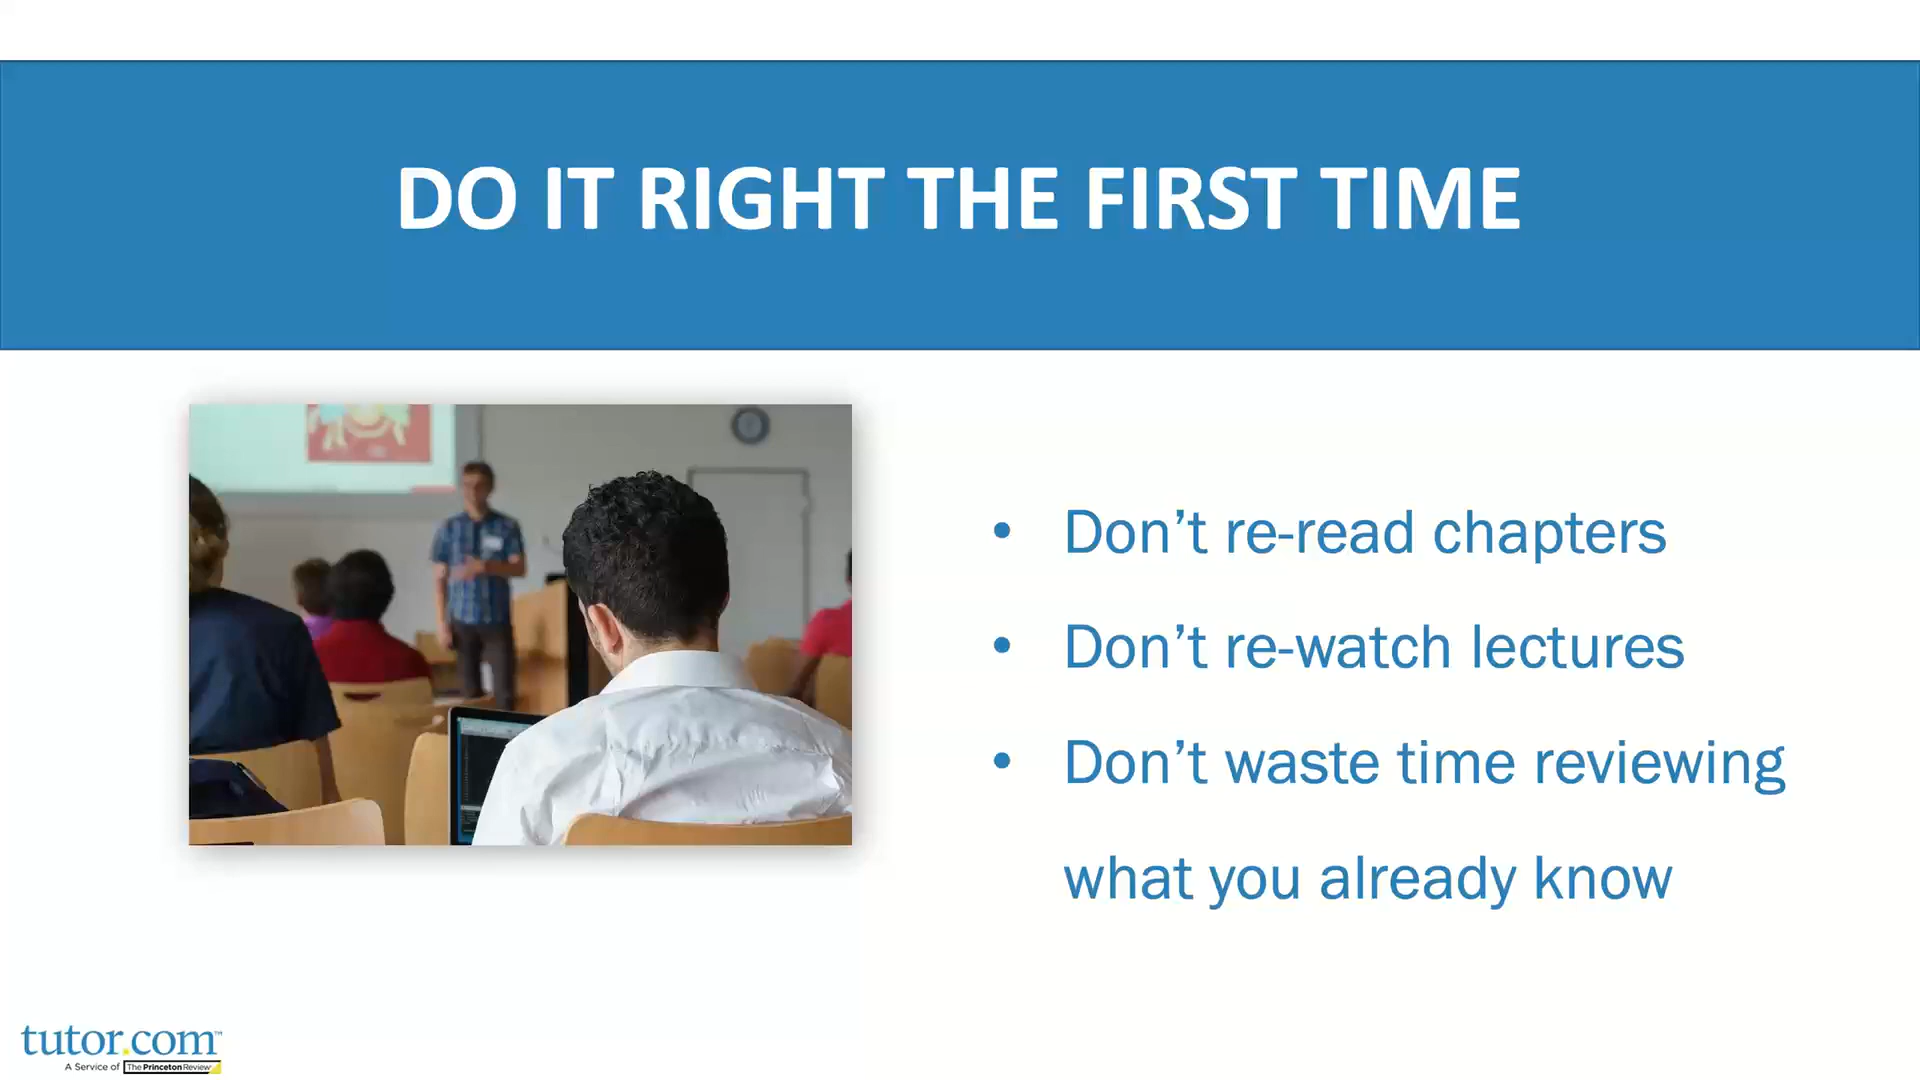 DO IT RIGHT THE FIRST TIME
• Don’t re-read chapters
• Don’t re-watch lectures
• Don’t waste time reviewing
what you already know
tutor.com™
A Service of The Princeton Review